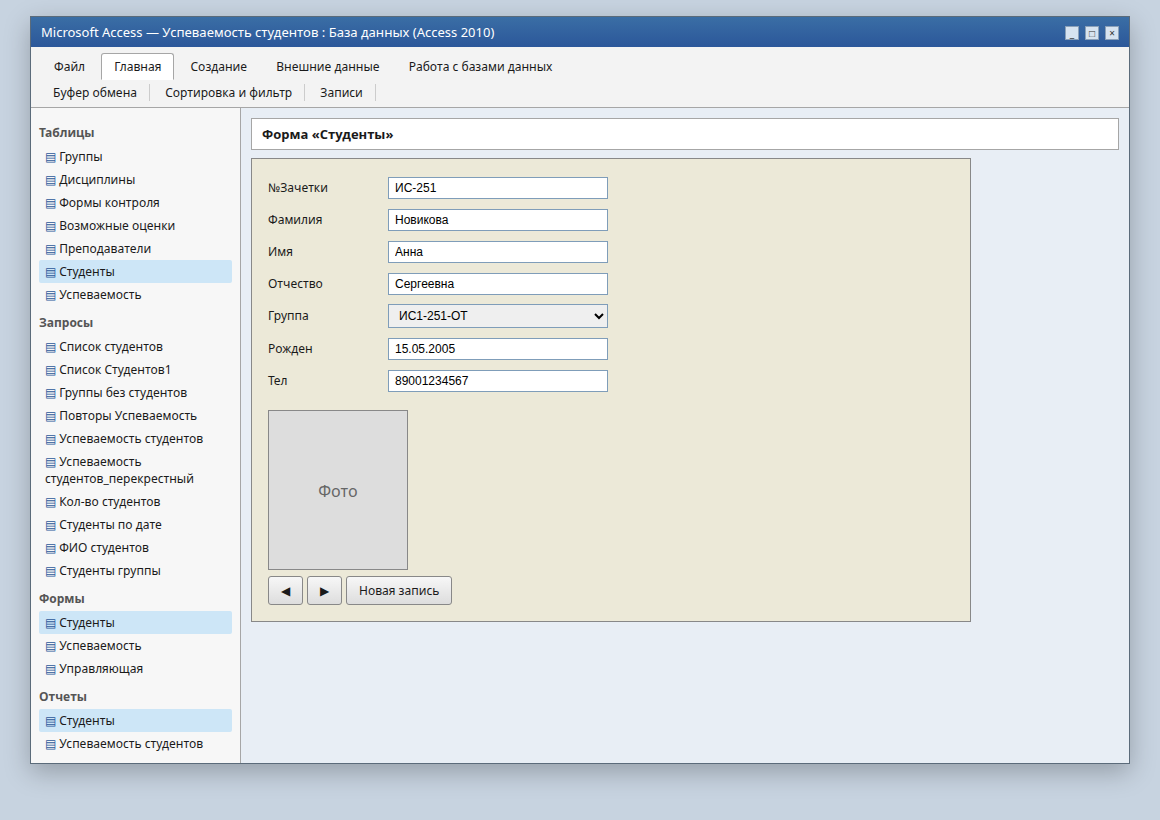 Microsoft Access — Успеваемость студентов : База данных (Access 2010)
Файл Главная Создание Внешние данные Работа с базами данных
Буфер обмена Сортировка и фильтр Записи
Таблицы
Группы
Дисциплины
Формы контроля
Возможные оценки
Преподаватели
Студенты
Успеваемость
Запросы
Список студентов
Список Студентов1
Группы без студентов
Повторы Успеваемость
Успеваемость студентов
Успеваемость
студентов_перекрестный
Кол-во студентов
Студенты по дате
ФИО студентов
Студенты группы
Формы
Студенты
Успеваемость
Управляющая
Отчеты
Студенты
Успеваемость студентов
Форма «Студенты»
№Зачетки ИС-251
Фамилия Новикова
Имя Анна
Отчество Сергеевна
Группа ИС1-251-ОТ
Рожден 15.05.2005
Тел 89001234567
Фото
Новая запись